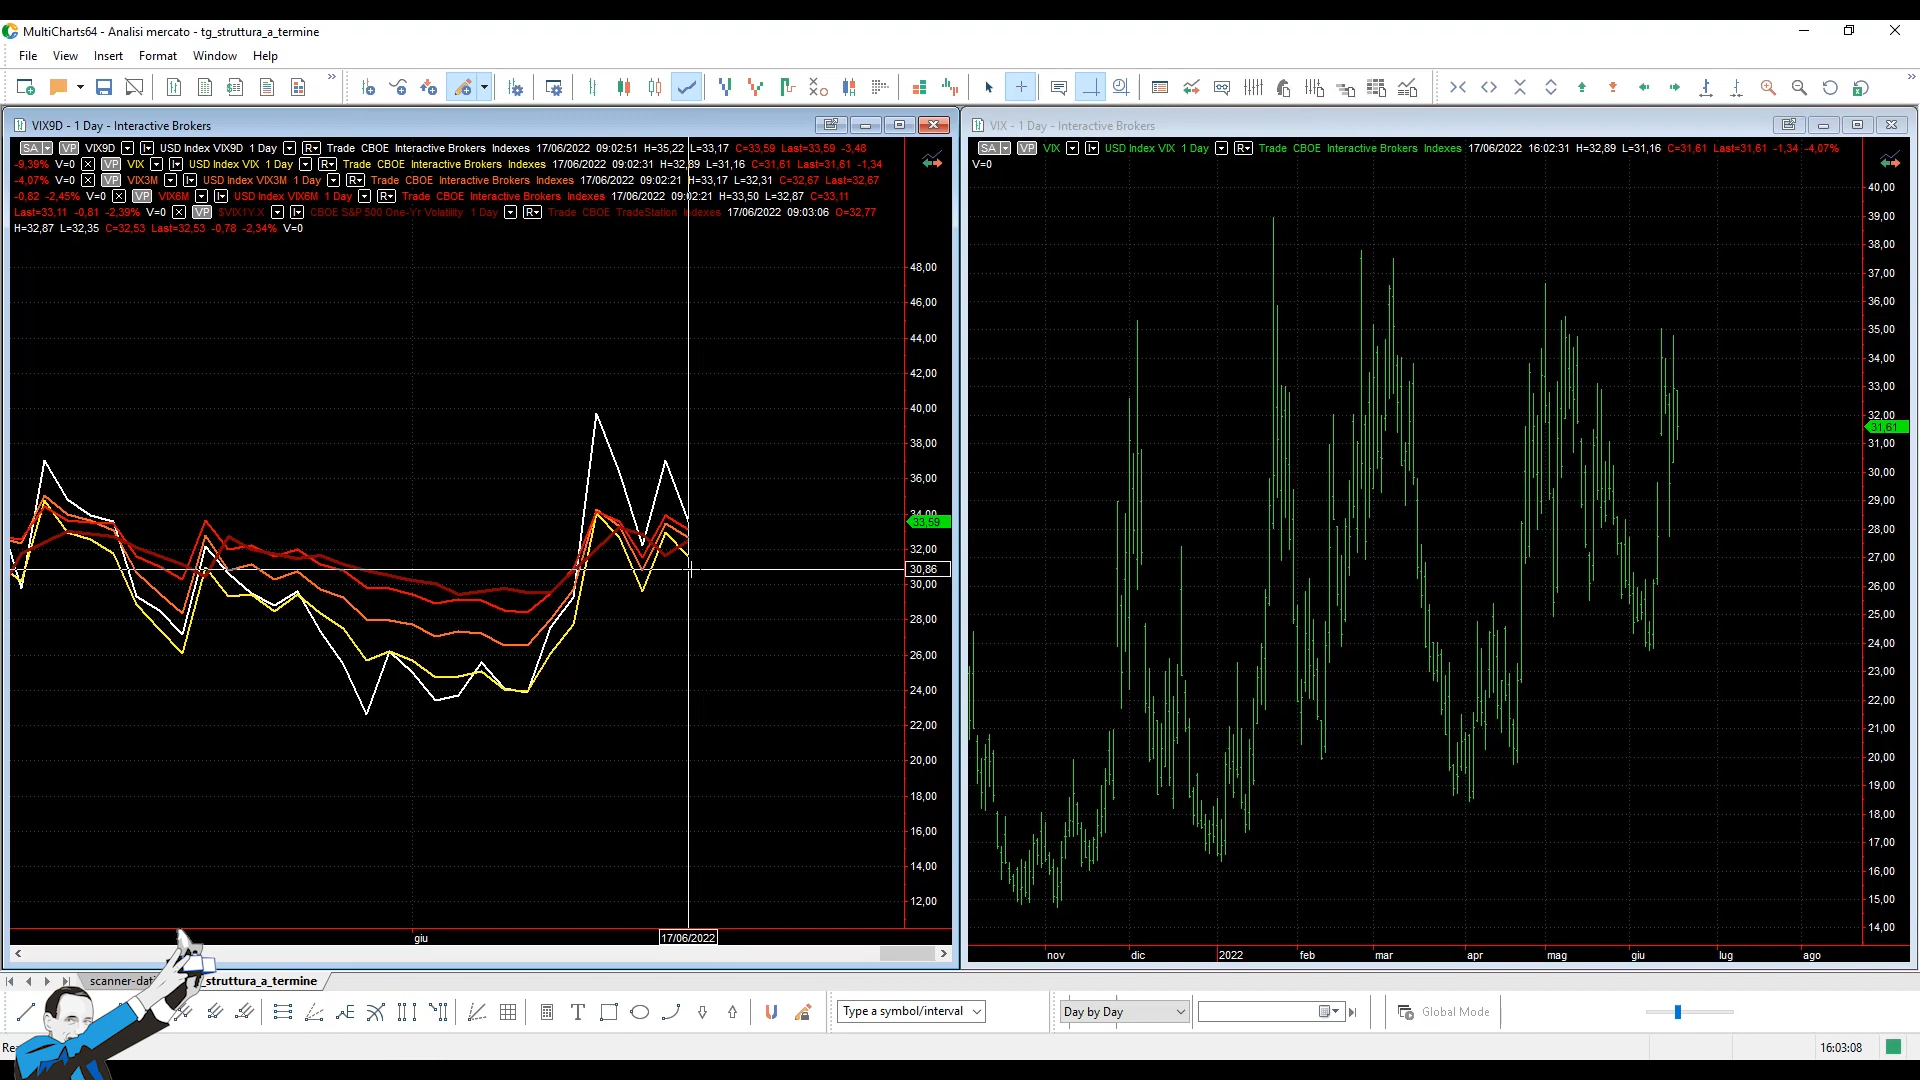 MultiCharts64 - Analisi mercato - tg_struttura_a_termine
File View Insert Format Window Help
VIX9D - 1 Day - Interactive Brokers
SA VP VIX9D USD Index VIX9D 1 Day R Trade CBOE Interactive Brokers Indexes 17/06/2022 09:02:51 H=35,22 L=33,17 C=33,59 Last=33,59 -3,48
-9,39% V=0 VP VIX USD Index VIX 1 Day R Trade CBOE Interactive Brokers Indexes 17/06/2022 09:02:31 H=32,89 L=31,16 C=31,61 Last=31,61 -1,34
-4,07% V=0 VP VIX3M USD Index VIX3M 1 Day R Trade CBOE Interactive Brokers Indexes 17/06/2022 09:02:21 H=33,17 L=32,31 C=32,67 Last=32,67
-0,82 -2,45% V=0 VP VIX6M USD Index VIX6M 1 Day R Trade CBOE Interactive Brokers Indexes 17/06/2022 09:02:21 H=33,50 L=32,87 C=33,11
Last=33,11 -0,81 -2,39% V=0 VP $VIX1Y.X CBOE S&P 500 One-Yr Volatility 1 Day R Trade CBOE TradeStation Indexes 17/06/2022 09:03:06 O=32,77
H=32,87 L=32,35 C=32,53 Last=32,53 -0,78 -2,34% V=0
48,00
46,00
44,00
42,00
40,00
38,00
36,00
34,00
33,59
32,00
30,86
30,00
28,00
26,00
24,00
22,00
20,00
18,00
16,00
14,00
12,00
giu 17/06/2022
VIX - 1 Day - Interactive Brokers
SA VP VIX USD Index VIX 1 Day R Trade CBOE Interactive Brokers Indexes 17/06/2022 16:02:31 H=32,89 L=31,16 C=31,61 Last=31,61 -1,34 -4,07%
V=0
40,00
39,00
38,00
37,00
36,00
35,00
34,00
33,00
32,00
31,61
31,00
30,00
29,00
28,00
27,00
26,00
25,00
24,00
23,00
22,00
21,00
20,00
19,00
18,00
17,00
16,00
15,00
14,00
nov dic 2022 feb mar apr mag giu lug ago
scanner-dat _struttura_a_termine
Type a symbol/interval Day by Day Global Mode
Re 16:03:08